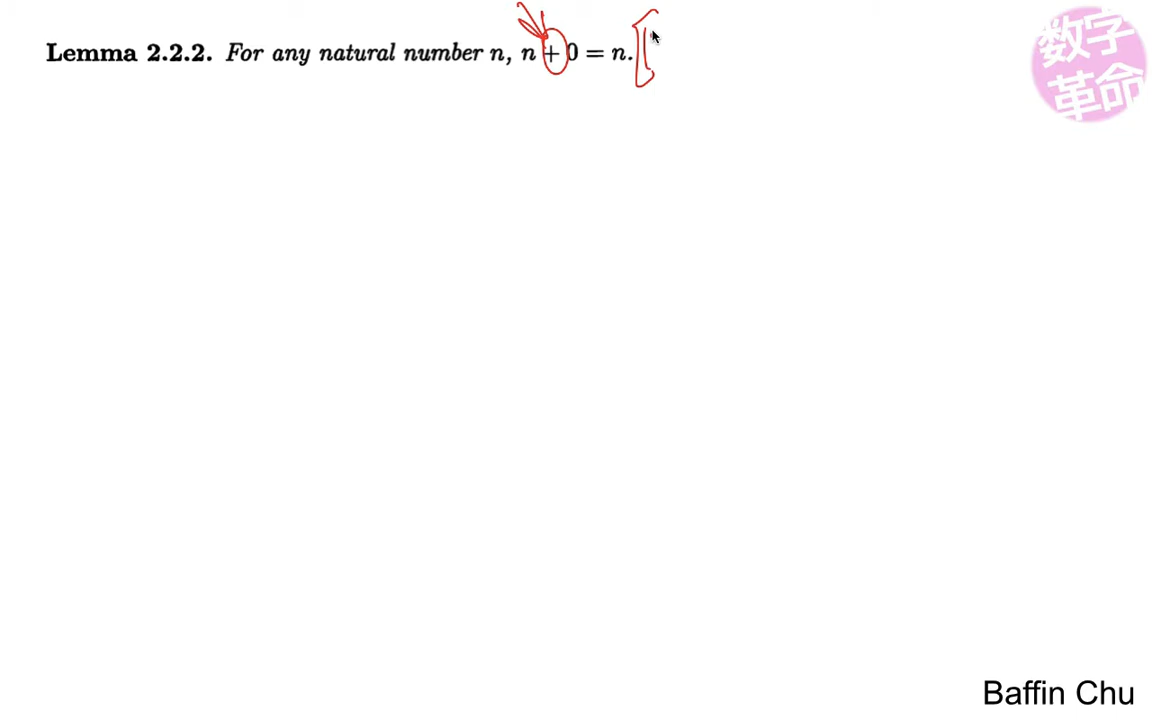 Lemma 2.2.2. For any natural number n, n + 0 = n.
数字
革命
Baffin Chu